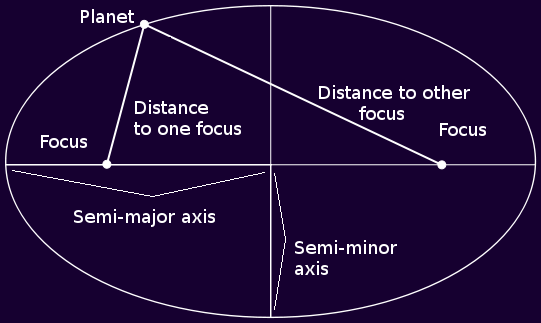 Planet
Distance
to one focus
Distance to other
focus
Focus
Focus
Semi-major axis
Semi-minor
axis